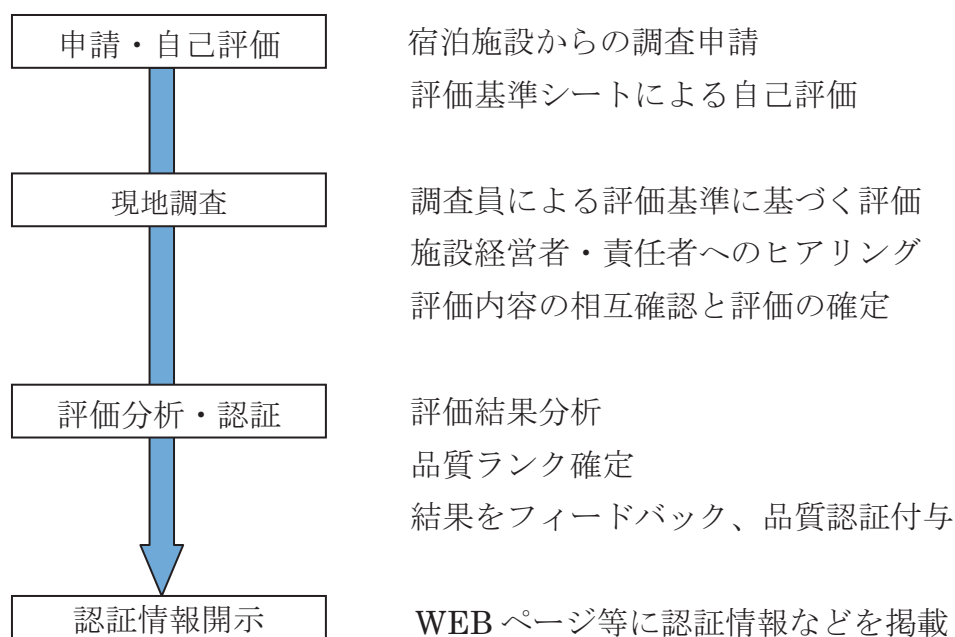 申請・自己評価
宿泊施設からの調査申請
評価基準シートによる自己評価
現地調査
調査員による評価基準に基づく評価
施設経営者・責任者へのヒアリング
評価内容の相互確認と評価の確定
評価分析・認証
評価結果分析
品質ランク確定
結果をフィードバック、品質認証付与
認証情報開示
WEB ページ等に認証情報などを掲載